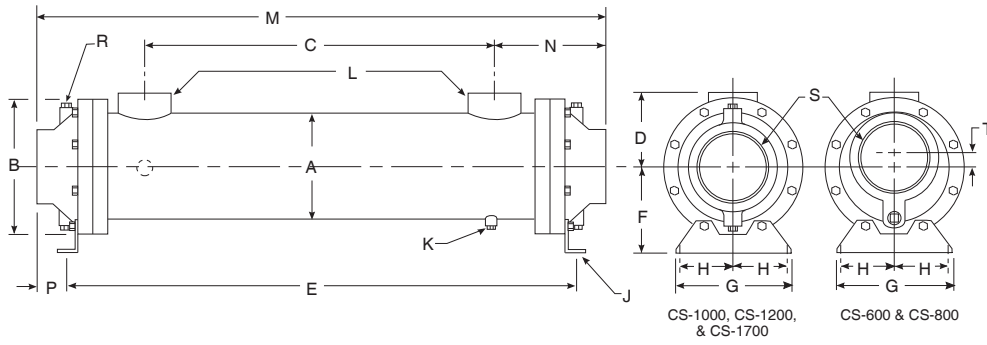 M
R
C
N
L
B
A
K
P
E
J
S
T
D
F
H
H
G
H
H
G
CS-1000, CS-1200,
& CS-1700
CS-600 & CS-800